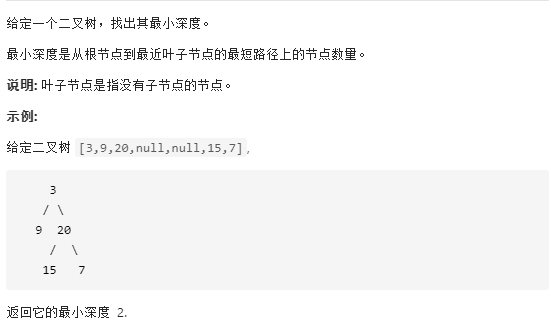 给定一个二叉树，找出其最小深度。
最小深度是从根节点到最近叶子节点的最短路径上的节点数量。
说明: 叶子节点是指没有子节点的节点。
示例:
给定二叉树 [3,9,20,null,null,15,7],
3
/ \
9 20
/ \
15 7
返回它的最小深度 2.